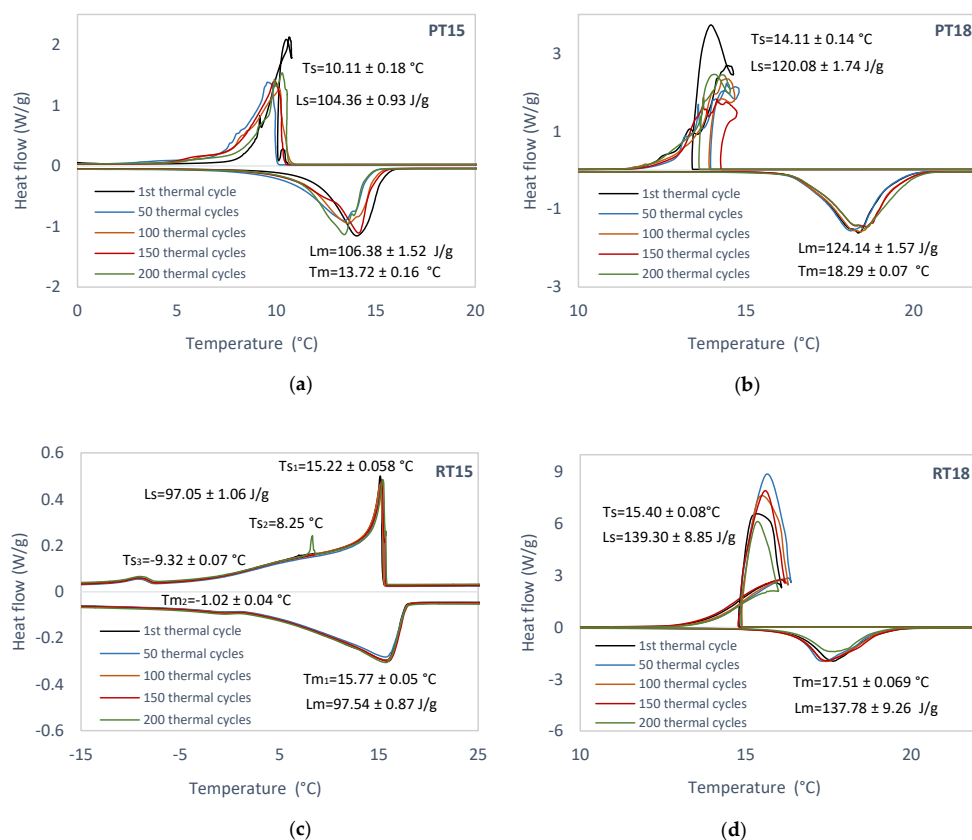 PT15
Ts=10.11 ± 0.18 °C
Ls=104.36 ± 0.93 J/g
Heat flow (W/g)
2
1
0
-1
-2
1st thermal cycle
50 thermal cycles
100 thermal cycles
150 thermal cycles
200 thermal cycles
Lm=106.38 ± 1.52 J/g
Tm=13.72 ± 0.16 °C
0 5 10 15 20
Temperature (°C)
(a)
PT18
Ts=14.11 ± 0.14 °C
Ls=120.08 ± 1.74 J/g
Heat flow (W/g)
3
1
-1
-3
1st thermal cycle
50 thermal cycles
100 thermal cycles
150 thermal cycles
200 thermal cycles
Lm=124.14 ± 1.57 J/g
Tm=18.29 ± 0.07 °C
10 15 20
Temperature (°C)
(b)
RT15
Ts1=15.22 ± 0.058 °C
Ls=97.05 ± 1.06 J/g
Ts2=8.25 °C
Ts3=-9.32 ± 0.07 °C
Tm2=-1.02 ± 0.04 °C
Heat flow (W/g)
0.6
0.4
0.2
0
-0.2
-0.4
-0.6
1st thermal cycle
50 thermal cycles
100 thermal cycles
150 thermal cycles
200 thermal cycles
Tm1=15.77 ± 0.05 °C
Lm=97.54 ± 0.87 J/g
-15 -5 5 15 25
Temperature (°C)
(c)
RT18
Ts=15.40 ± 0.08°C
Ls=139.30 ± 8.85 J/g
Heat flow (W/g)
9
6
3
0
-3
-6
1st thermal cycle
50 thermal cycles
100 thermal cycles
150 thermal cycles
200 thermal cycles
Tm=17.51 ± 0.069 °C
Lm=137.78 ± 9.26 J/g
10 15 20
Temperature (°C)
(d)